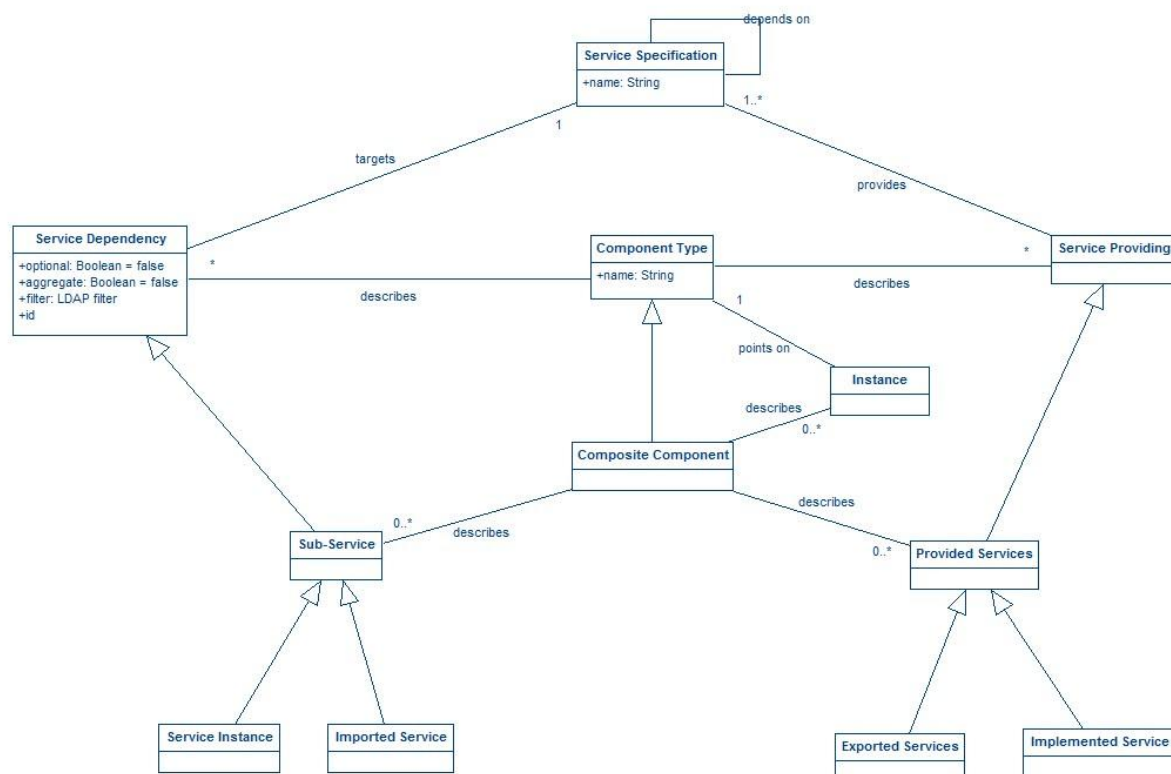 depends on
Service Specification
+name: String
1..*
1
targets
provides
Service Dependency
+optional: Boolean = false
+aggregate: Boolean = false
+filter: LDAP filter
+id
*
describes
Component Type
+name: String
*
Service Providing
describes
1
points on
Instance
describes
0..*
Composite Component
describes
0..*
describes
0..*
Sub-Service
Provided Services
Service Instance
Imported Service
Exported Services
Implemented Service